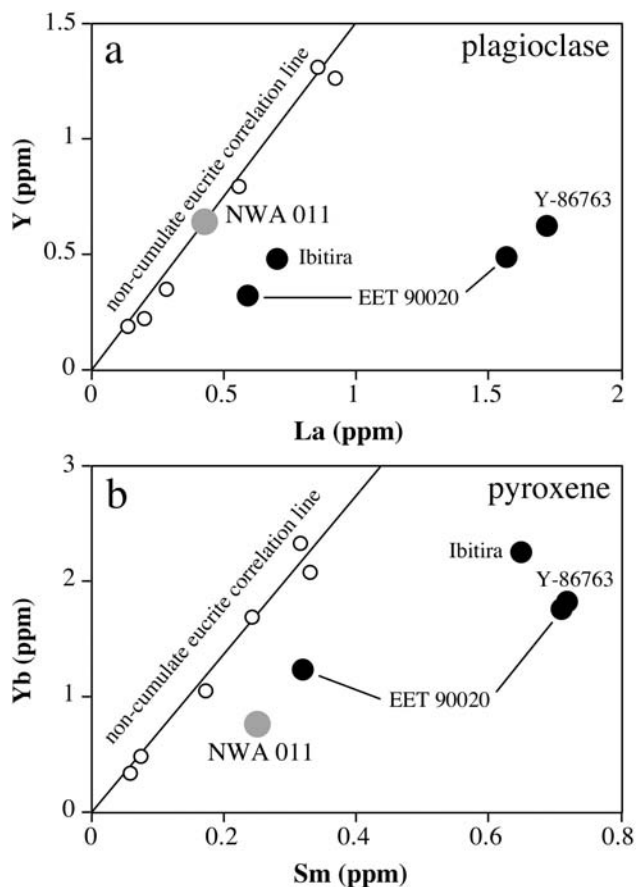 1.5
a
plagioclase
non-cumulate eucrite correlation line
1
Y (ppm)
Y-86763
NWA 011
0.5
Ibitira
EET 90020
0
0
0.5
1
1.5
2
La (ppm)
3
b
pyroxene
non-cumulate eucrite correlation line
Ibitira
2
Y-86763
Yb (ppm)
1
EET 90020
NWA 011
0
0
0.2
0.4
0.6
0.8
Sm (ppm)